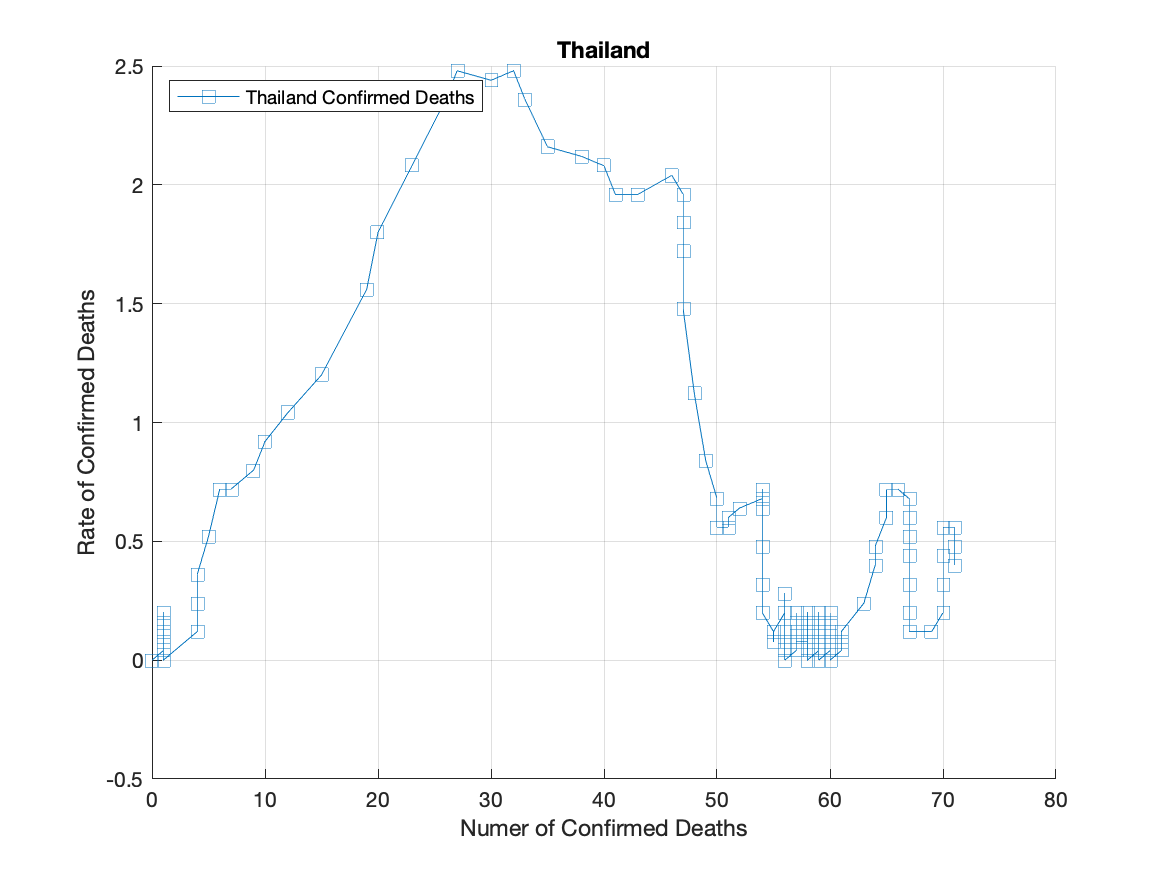 Thailand
Thailand Confirmed Deaths
Rate of Confirmed Deaths
2.5
2
1.5
1
0.5
0
-0.5
0 10 20 30 40 50 60 70 80
Numer of Confirmed Deaths